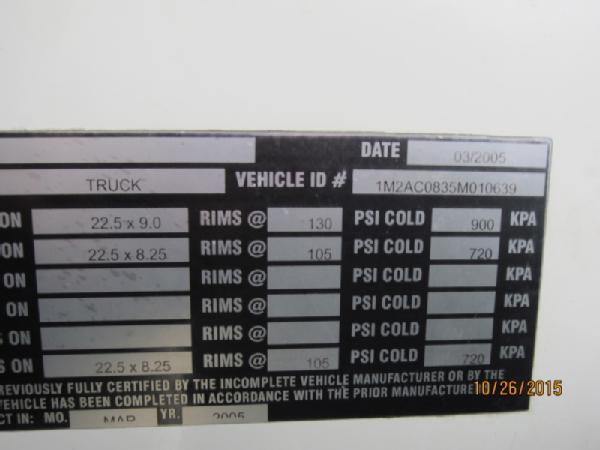 DATE 03/2005
TRUCK VEHICLE ID # 1M2AC0835M010639
ON 22.5 x 9.0 RIMS @ 130 PSI COLD 900 KPA
ON 22.5 x 8.25 RIMS @ 105 PSI COLD 720 KPA
ON RIMS @ PSI COLD KPA
ON RIMS @ PSI COLD KPA
S ON RIMS @ PSI COLD KPA
S ON 22.5 x 8.25 RIMS @ 105 PSI COLD 720 KPA
REVIOUSLY FULLY CERTIFIED BY THE INCOMPLETE VEHICLE MANUFACTURER OR BY THE
VEHICLE HAS BEEN COMPLETED IN ACCORDANCE WITH THE PRIOR MANUFACTURE
CT IN: MO. MAR YR. 2005
10/26/2015